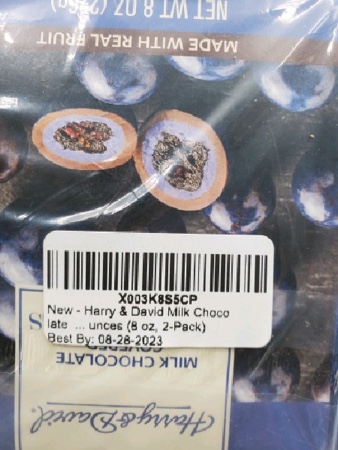 NET WT 8 OZ
MADE WITH REAL FRUIT
X003K8S5CP
New - Harry & David Milk Choco
late ... unces (8 oz, 2-Pack)
Best By: 08-28-2023
COVERED
MILK CHOCOLATE
Harry & David